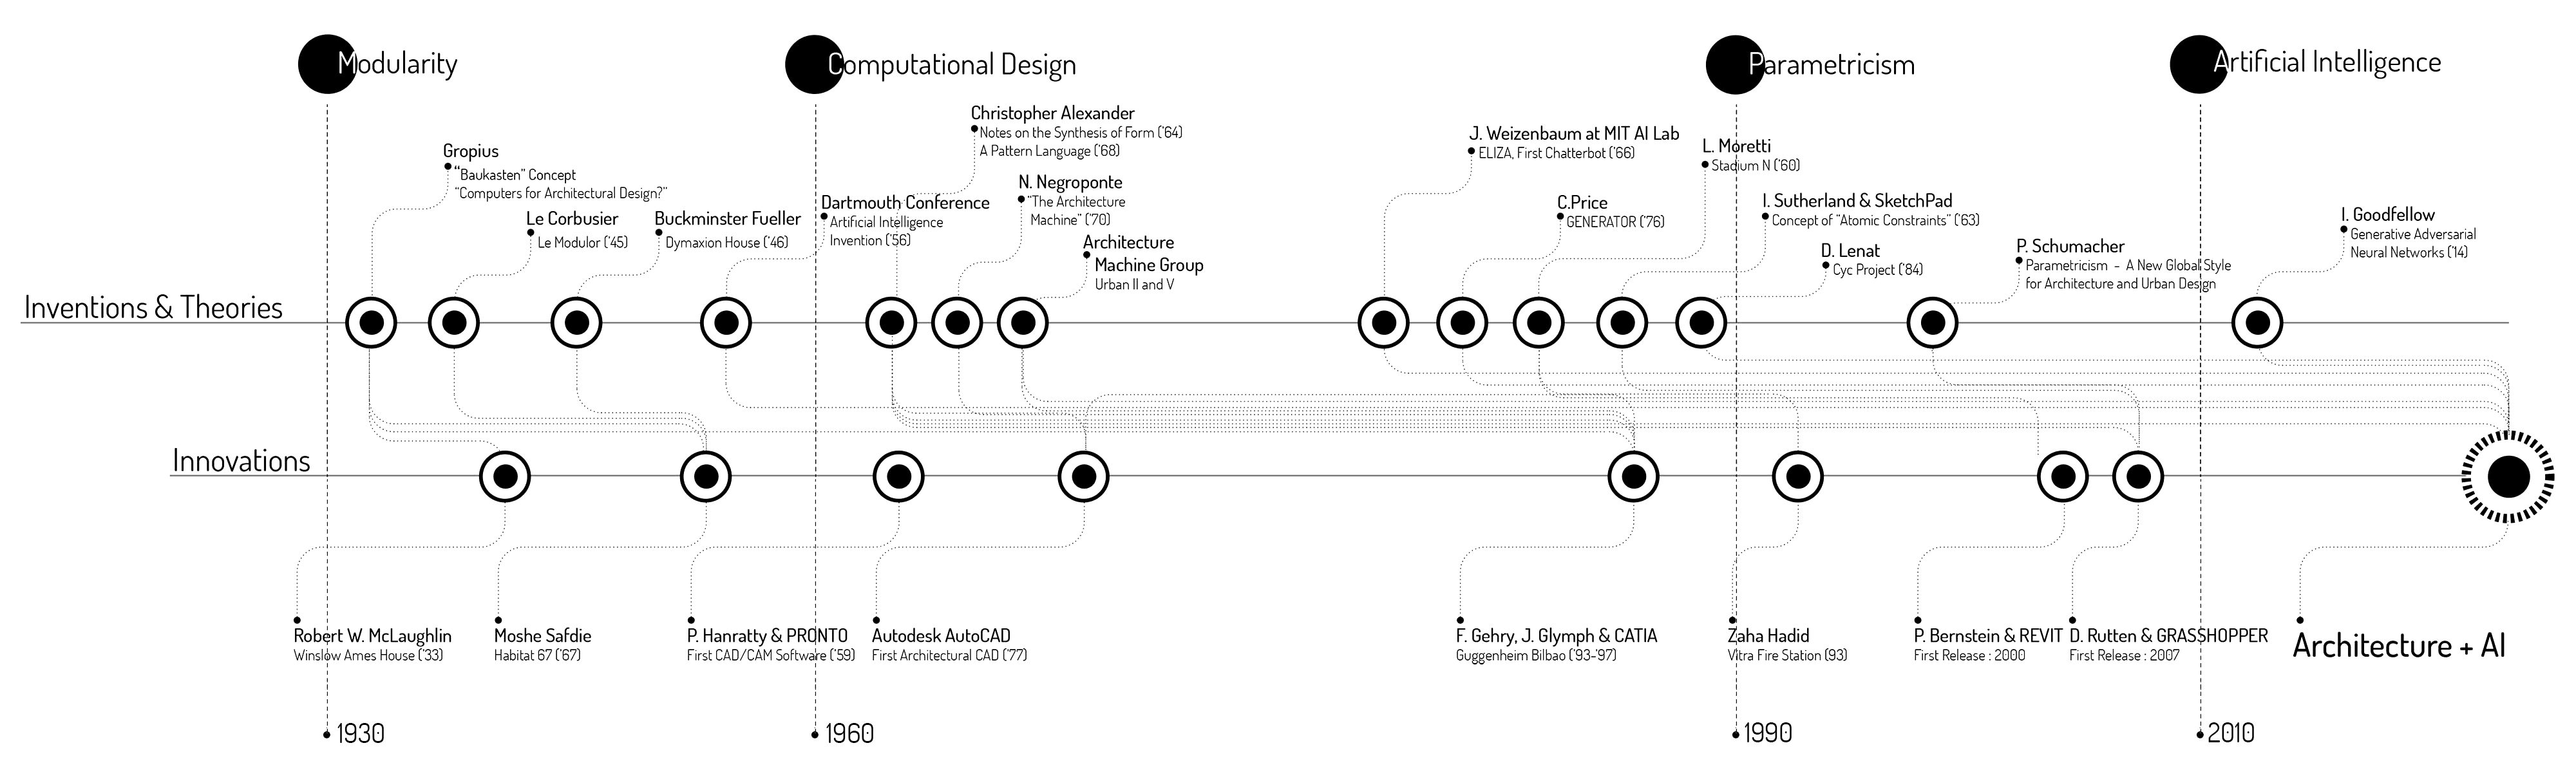 Modularity
Computational Design
Parametricism
Artificial Intelligence
Christopher Alexander
Notes on the Synthesis of Form ('64)
A Pattern Language ('68)
J. Weizenbaum at MIT AI Lab
ELIZA, First Chatterbot ('66)
L. Moretti
Stadium N ('60)
Gropius
"Baukasten" Concept
"Computers for Architectural Design?"
N. Negroponte
"The Architecture
Machine" ('70)
Dartmouth Conference
Artificial Intelligence
Invention ('56)
Le Corbusier
Le Modulor ('45)
Buckminster Fueller
Dymaxion House ('46)
C.Price
GENERATOR ('76)
I. Sutherland & SketchPad
Concept of "Atomic Constraints" ('63)
I. Goodfellow
Generative Adversarial
Neural Networks ('14)
Architecture
Machine Group
Urban II and V
D. Lenat
Cyc Project ('84)
P. Schumacher
Parametricism - A New Global Style
for Architecture and Urban Design
Inventions & Theories
Innovations
Robert W. McLaughlin
Winslow Ames House ('33)
Moshe Safdie
Habitat 67 ('67)
P. Hanratty & PRONTO
First CAD/CAM Software ('59)
Autodesk AutoCAD
First Architectural CAD ('77)
F. Gehry, J. Glymph & CATIA
Guggenheim Bilbao ('93-'97)
Zaha Hadid
Vitra Fire Station (93)
P. Bernstein & REVIT
First Release : 2000
D. Rutten & GRASSHOPPER
First Release : 2007
Architecture + AI
1930
1960
1990
2010